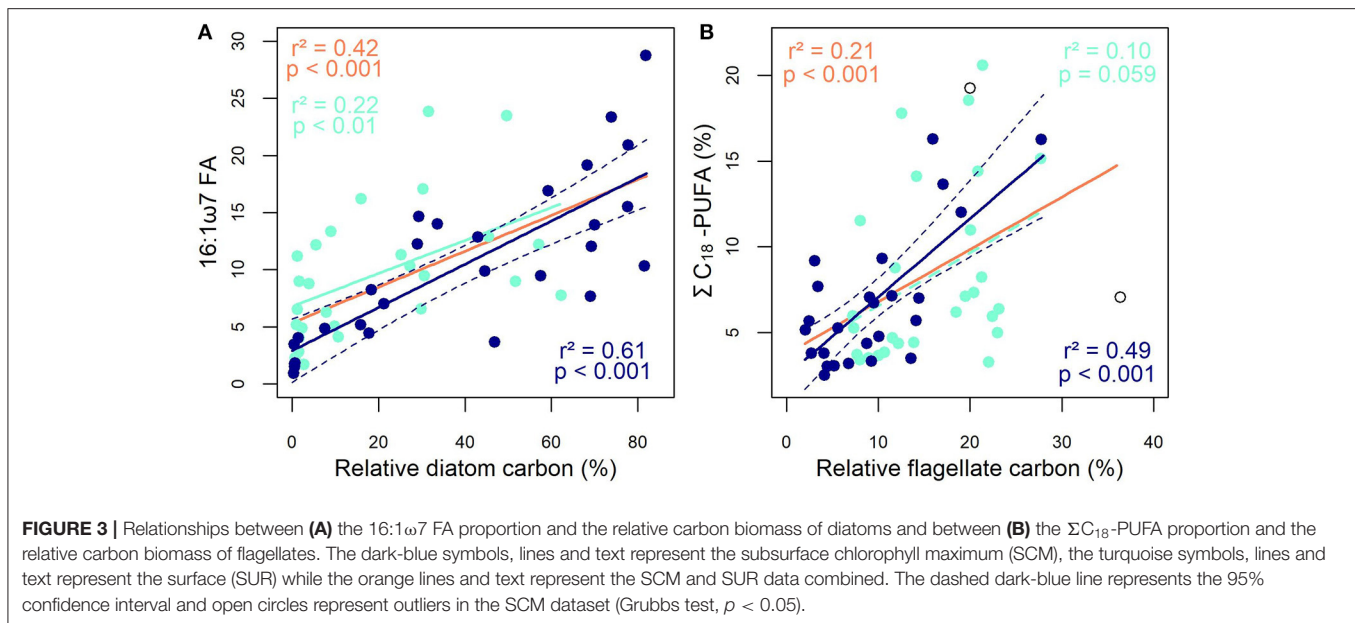 A
r² = 0.42
p < 0.001
r² = 0.22
p < 0.01
r² = 0.61
p < 0.001
30
25
20
15
10
5
0
16:1ω7 FA
0 20 40 60 80
Relative diatom carbon (%)
B
r² = 0.21
p < 0.001
r² = 0.10
p = 0.059
r² = 0.49
p < 0.001
20
15
10
5
Σ C18 -PUFA (%)
0 10 20 30 40
Relative flagellate carbon (%)
FIGURE 3 | Relationships between (A) the 16:1ω7 FA proportion and the relative carbon biomass of diatoms and between (B) the ΣC18-PUFA proportion and the
relative carbon biomass of flagellates. The dark-blue symbols, lines and text represent the subsurface chlorophyll maximum (SCM), the turquoise symbols, lines and
text represent the surface (SUR) while the orange lines and text represent the SCM and SUR data combined. The dashed dark-blue line represents the 95%
confidence interval and open circles represent outliers in the SCM dataset (Grubbs test, p < 0.05).